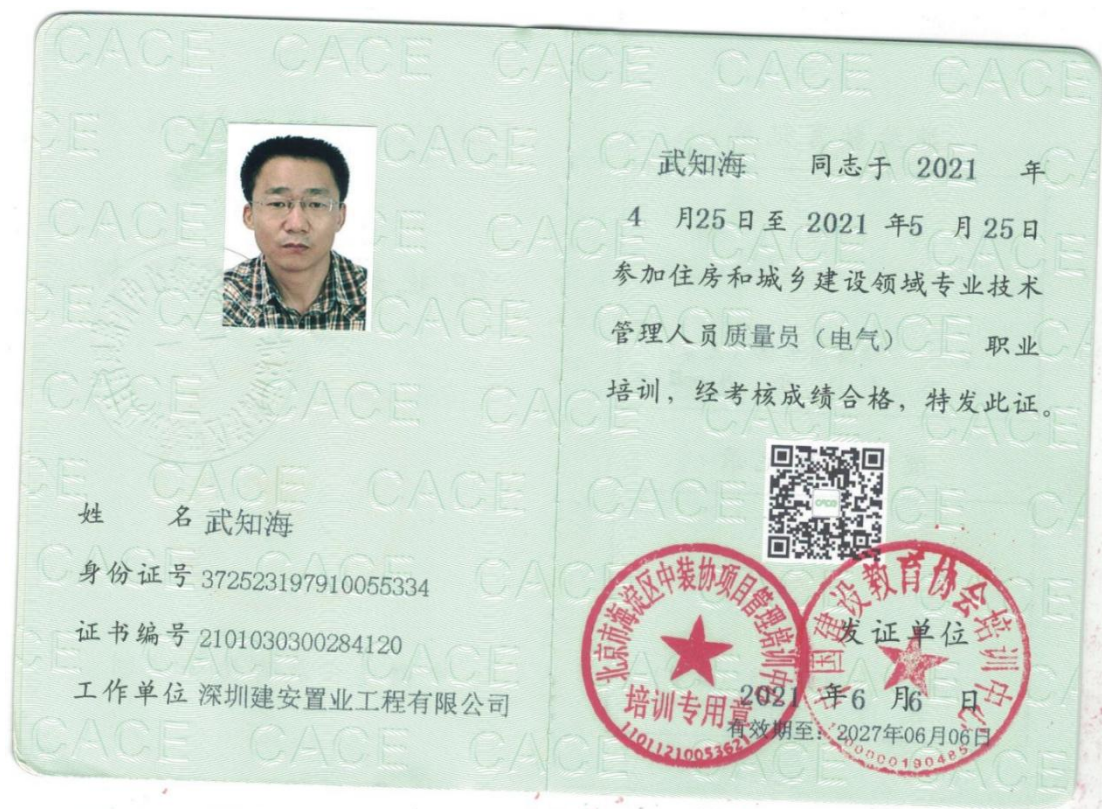 姓 名 武知海
身份证号 372523197910055334
证书编号 2101030300284120
工作单位 深圳建安置业工程有限公司
武知海 同志于 2021 年
4 月25日至 2021 年5 月25日
参加住房和城乡建设领域专业技术
管理人员质量员（电气） 职业
培训，经考核成绩合格，特发此证。
北京市海淀区中装协项目管理培训中心
培训专用章
中国建设教育协会培训中心
发证单位
2021 年6 月6 日
有效期至：2027年06月06日
CACE